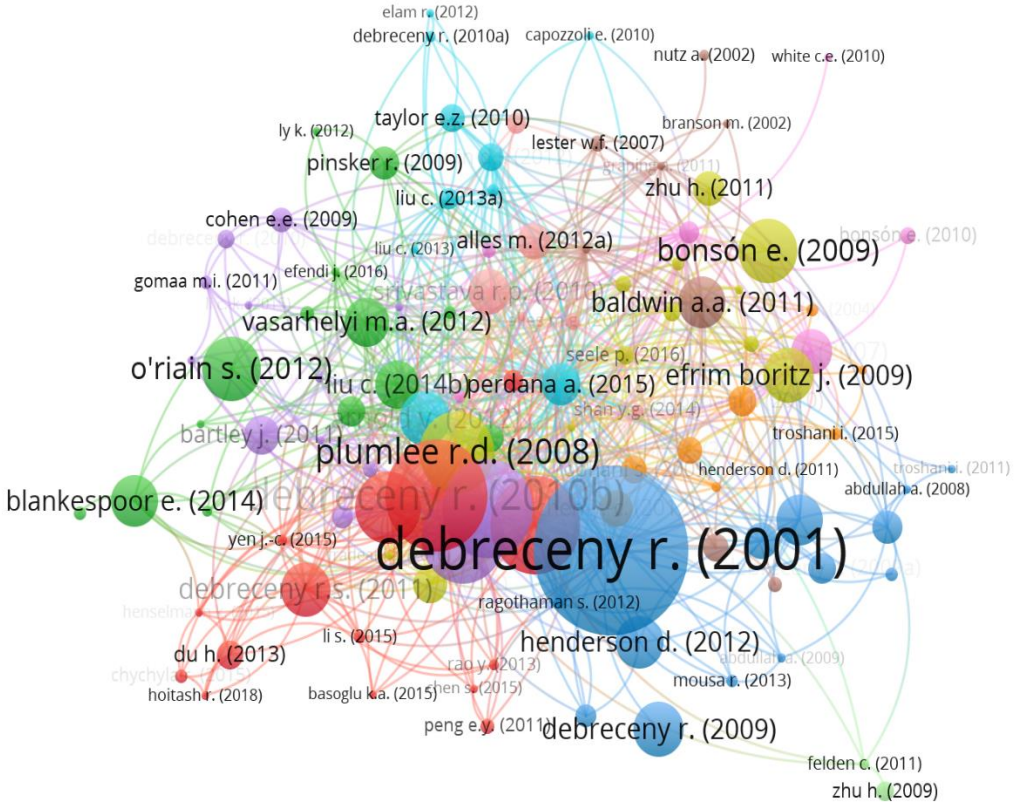 elam r. (2012)
debreceny r. (2010a)
capozzoli e. (2010)
nutz a. (2002)
white c.e. (2010)
taylor e.z. (2010)
ly k. (2012)
branson m. (2002)
lester w.f. (2007)
pinsker r. (2009)
zhu h. (2011)
liu c. (2013a)
cohen e.e. (2009)
bonsón e. (2010)
liu c. (2013)
alles m. (2012a)
bonsón e. (2009)
gomaa m.i. (2011)
efendi j. (2016)
srivastava r.p. (2010)
baldwin a.a. (2011)
vasarhelyi m.a. (2012)
seele p. (2016)
o'riain s. (2012)
liu c. (2014b)
perdana a. (2015)
efrim boritz j. (2009)
shan y.g. (2014)
bartley j. (2011)
troshani i. (2015)
plumlee r.d. (2008)
henderson d. (2011)
troshani i. (2011)
abdullah a. (2008)
blankespoor e. (2014)
debreceny r. (2010b)
yen j.-c. (2015)
debreceny r. (2001)
debreceny r.s. (2011)
ragothaman s. (2012)
li s. (2015)
henderson d. (2012)
du h. (2013)
rao y. (2013)
abdullah a. (2009)
mousa r. (2013)
hoitash r. (2018)
basoglu k.a. (2015)
chen s. (2015)
peng e.y. (2011)
debreceny r. (2009)
felden c. (2011)
zhu h. (2009)